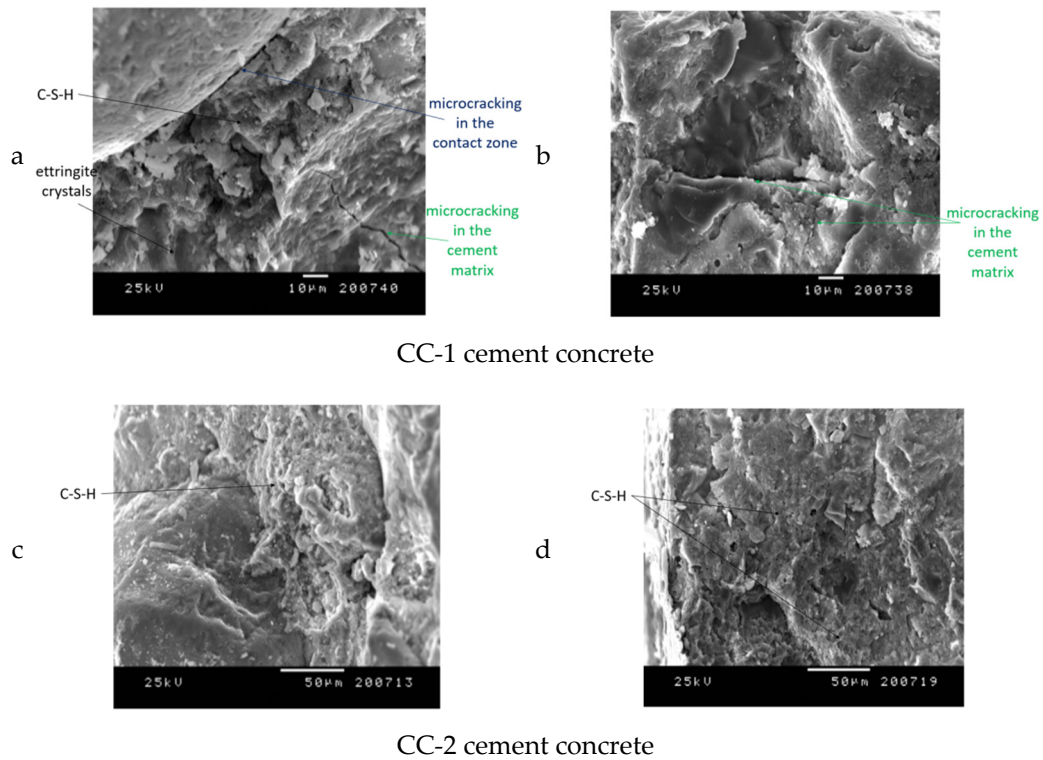 C-S-H
microcracking
in the
contact zone
a
ettringite
crystals
microcracking
in the
cement
matrix
25kV 10µm 200740
b
microcracking
in the
cement
matrix
25kV 10µm 200738
CC-1 cement concrete
C-S-H
c
25kV 50µm 200713
C-S-H
d
25kV 50µm 200719
CC-2 cement concrete